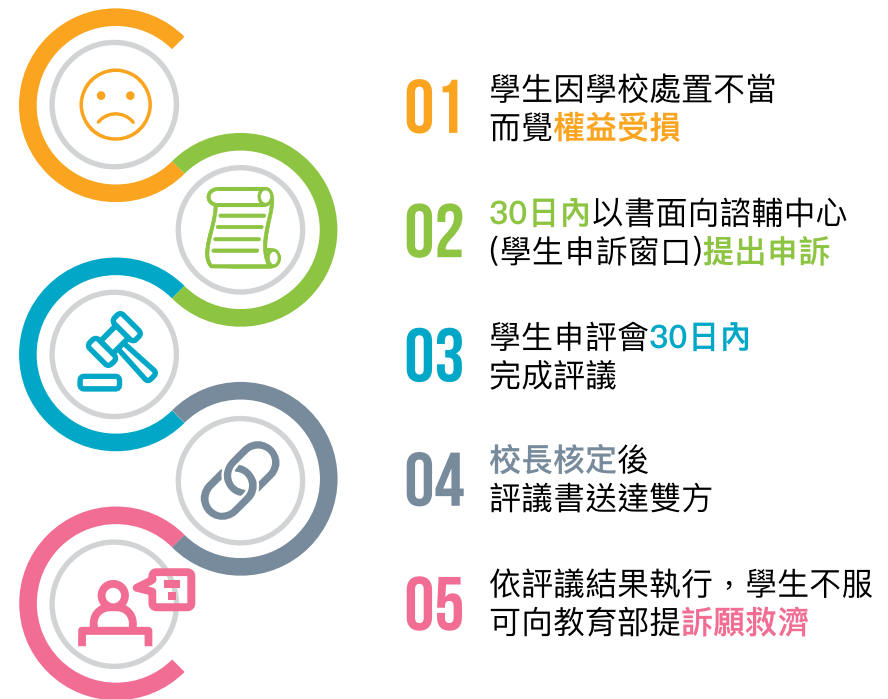 01
學生因學校處置不當
而覺權益受損
02
30日內以書面向諮輔中心
(學生申訴窗口)提出申訴
03
學生申評會30日內
完成評議
04
校長核定後
評議書送達雙方
05
依評議結果執行，學生不服
可向教育部提訴願救濟